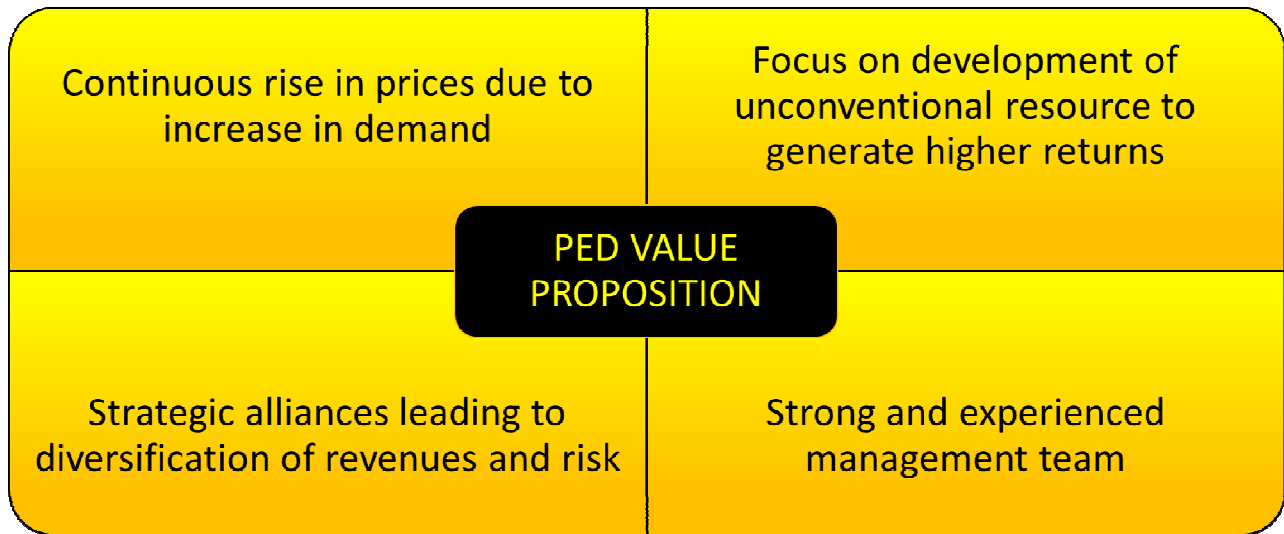 Continuous rise in prices due to
increase in demand
Focus on development of
unconventional resource to
generate higher returns
PED VALUE
PROPOSITION
Strategic alliances leading to
diversification of revenues and risk
Strong and experienced
management team